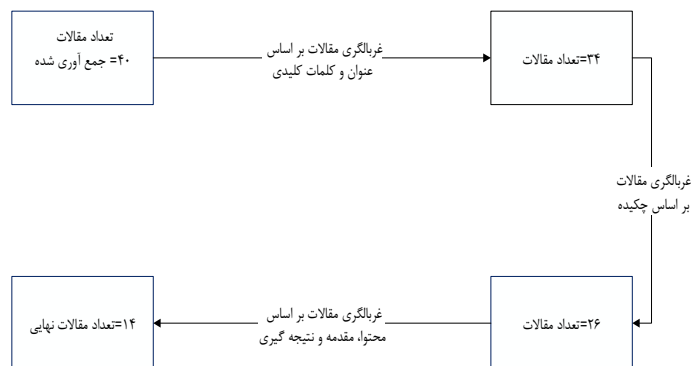 تعداد مقالات
جمع آوری شده =۴۰
غربالگری مقالات بر اساس
عنوان و کلمات کلیدی
تعداد مقالات=۳۴
غربالگری مقالات
بر اساس چکیده
تعداد مقالات=۲۶
غربالگری مقالات بر اساس
محتوا، مقدمه و نتیجه گیری
تعداد مقالات نهایی=۱۴